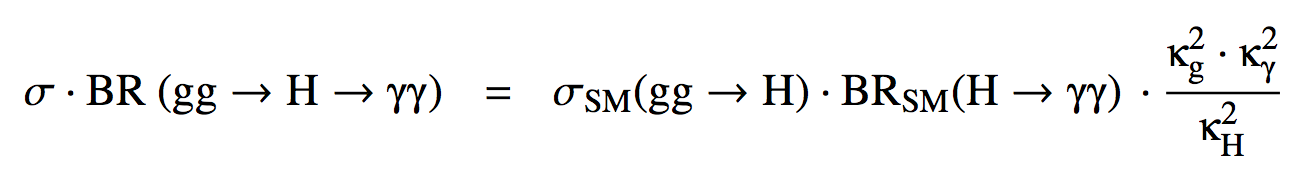 σ · BR (gg → H → γγ) = σ_SM(gg → H) · BR_SM(H → γγ) · (κ_g^2 · κ_γ^2) / κ_H^2